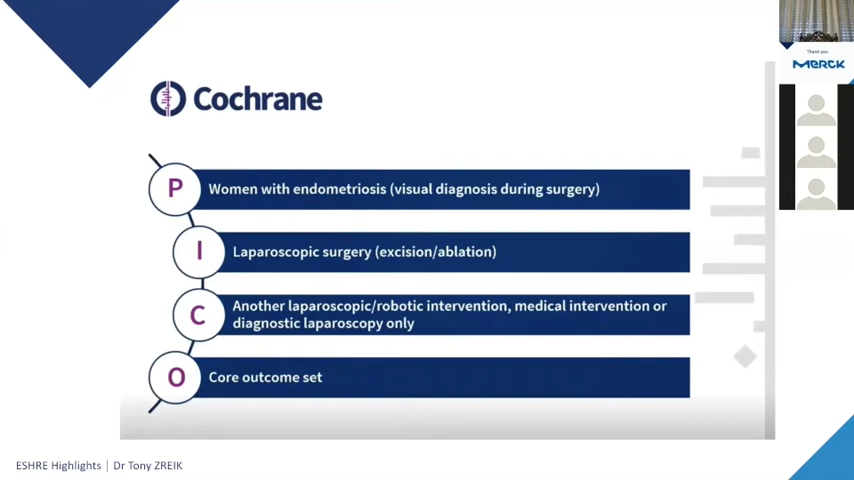 Cochrane
P
Women with endometriosis (visual diagnosis during surgery)
I
Laparoscopic surgery (excision/ablation)
C
Another laparoscopic/robotic intervention, medical intervention or
diagnostic laparoscopy only
O
Core outcome set
ESHRE Highlights | Dr Tony ZREIK
Thank you
MERCK